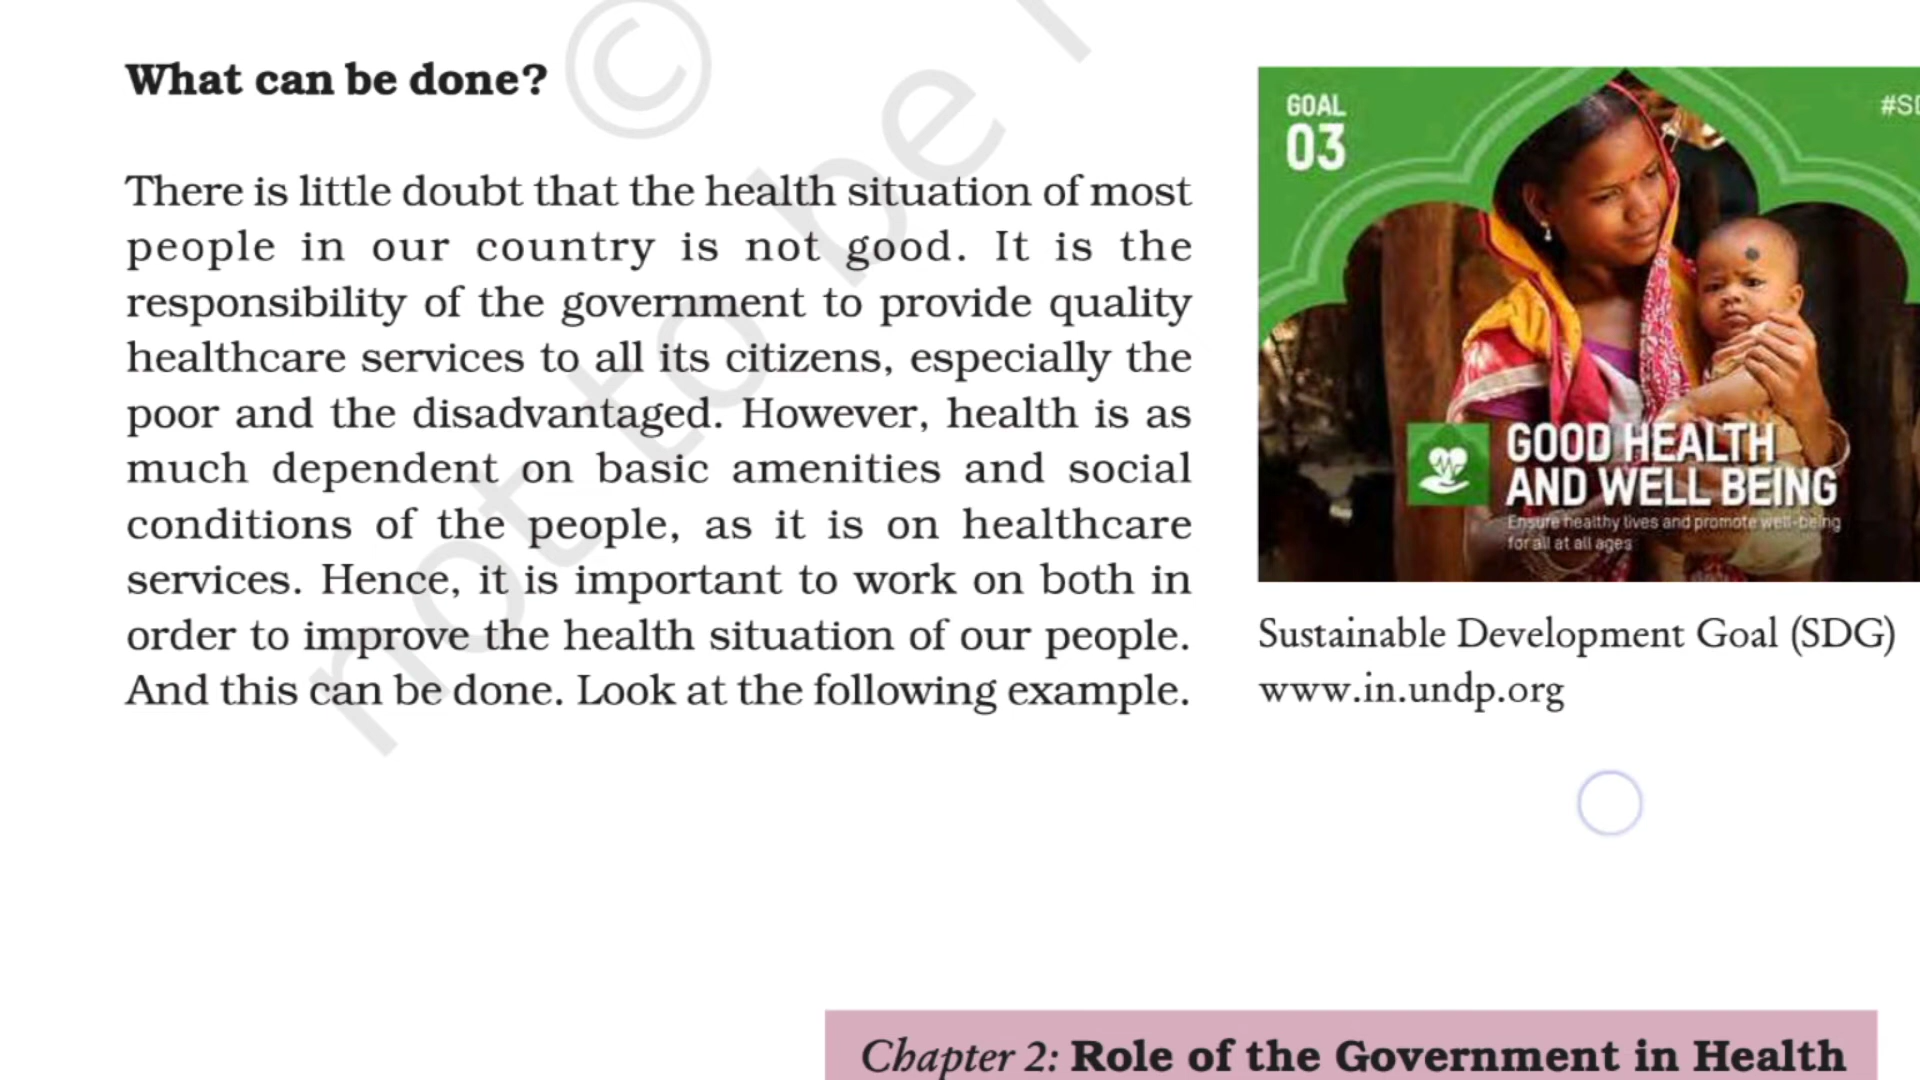 What can be done?
There is little doubt that the health situation of most
people in our country is not good. It is the
responsibility of the government to provide quality
healthcare services to all its citizens, especially the
poor and the disadvantaged. However, health is as
much dependent on basic amenities and social
conditions of the people, as it is on healthcare
services. Hence, it is important to work on both in
order to improve the health situation of our people.
And this can be done. Look at the following example.
GOAL
03
GOOD HEALTH
AND WELL BEING
Ensure healthy lives and promote well-being
for all at all ages
Sustainable Development Goal (SDG)
www.in.undp.org
© not to be
Chapter 2: Role of the Government in Health